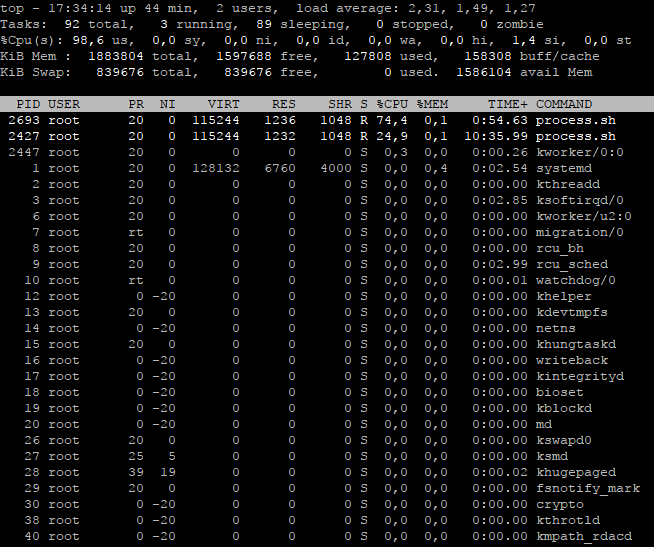 top - 17:34:14 up 44 min,  2 users,  load average: 2,31, 1,49, 1,27
Tasks:  92 total,   3 running,  89 sleeping,   0 stopped,   0 zombie
%Cpu(s): 98,6 us,  0,0 sy,  0,0 ni,  0,0 id,  0,0 wa,  0,0 hi,  1,4 si,  0,0 st
KiB Mem :  1883804 total,  1597688 free,   127808 used,   158308 buff/cache
KiB Swap:   839676 total,   839676 free,        0 used.  1586104 avail Mem
PID USER      PR  NI    VIRT    RES    SHR S %CPU %MEM     TIME+ COMMAND
2693 root      20   0  115244   1236   1048 R 74,4  0,1   0:54.63 process.sh
2427 root      20   0  115244   1232   1048 R 24,9  0,1  10:35.99 process.sh
2447 root      20   0       0      0      0 S  0,3  0,0   0:00.26 kworker/0:0
1 root      20   0  128132   6760   4000 S  0,0  0,4   0:02.54 systemd
2 root      20   0       0      0      0 S  0,0  0,0   0:00.00 kthreadd
3 root      20   0       0      0      0 S  0,0  0,0   0:02.85 ksoftirqd/0
6 root      20   0       0      0      0 S  0,0  0,0   0:00.00 kworker/u2:0
7 root      rt   0       0      0      0 S  0,0  0,0   0:00.00 migration/0
8 root      20   0       0      0      0 S  0,0  0,0   0:00.00 rcu_bh
9 root      20   0       0      0      0 S  0,0  0,0   0:02.99 rcu_sched
10 root      rt   0       0      0      0 S  0,0  0,0   0:00.01 watchdog/0
12 root       0 -20       0      0      0 S  0,0  0,0   0:00.00 khelper
13 root      20   0       0      0      0 S  0,0  0,0   0:00.00 kdevtmpfs
14 root       0 -20       0      0      0 S  0,0  0,0   0:00.00 netns
15 root      20   0       0      0      0 S  0,0  0,0   0:00.00 khungtaskd
16 root       0 -20       0      0      0 S  0,0  0,0   0:00.00 writeback
17 root       0 -20       0      0      0 S  0,0  0,0   0:00.00 kintegrityd
18 root       0 -20       0      0      0 S  0,0  0,0   0:00.00 bioset
19 root       0 -20       0      0      0 S  0,0  0,0   0:00.00 kblockd
20 root       0 -20       0      0      0 S  0,0  0,0   0:00.00 md
26 root      20   0       0      0      0 S  0,0  0,0   0:00.00 kswapd0
27 root      25   5       0      0      0 S  0,0  0,0   0:00.00 ksmd
28 root      39  19       0      0      0 S  0,0  0,0   0:00.02 khugepaged
29 root      20   0       0      0      0 S  0,0  0,0   0:00.00 fsnotify_mark
30 root       0 -20       0      0      0 S  0,0  0,0   0:00.00 crypto
38 root       0 -20       0      0      0 S  0,0  0,0   0:00.00 kthrotld
40 root       0 -20       0      0      0 S  0,0  0,0   0:00.00 kmpath_rdacd